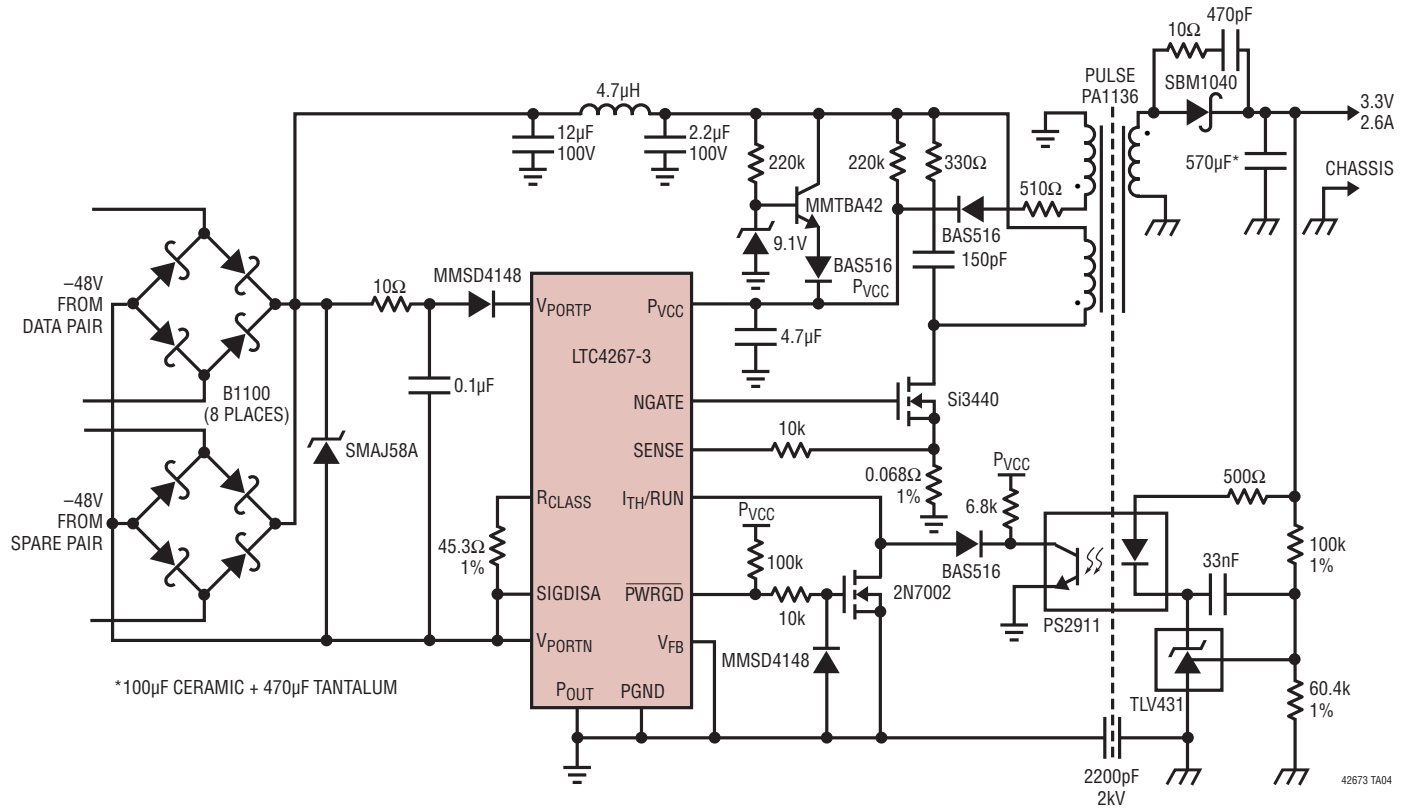 470pF
10Ω
PULSE
PA1136
SBM1040
3.3V
2.6A
4.7µH
12µF
100V
2.2µF
100V
220k
220k
330Ω
570µF*
CHASSIS
510Ω
MMTBA42
BAS516
9.1V
150pF
–48V
FROM
DATA PAIR
10Ω
MMSD4148
BAS516
PVCC
VPORTP
PVCC
LTC4267-3
4.7µF
0.1µF
B1100
(8 PLACES)
NGATE
Si3440
SMAJ58A
SENSE
10k
0.068Ω
1%
PVCC
500Ω
–48V
FROM
SPARE PAIR
RCLASS
ITH/RUN
6.8k
PVCC
45.3Ω
1%
100k
BAS516
33nF
100k
1%
SIGDISA
PWRGD
10k
2N7002
PS2911
VPORTN
VFB
MMSD4148
*100µF CERAMIC + 470µF TANTALUM
POUT
PGND
TLV431
60.4k
1%
2200pF
2kV
42673 TA04